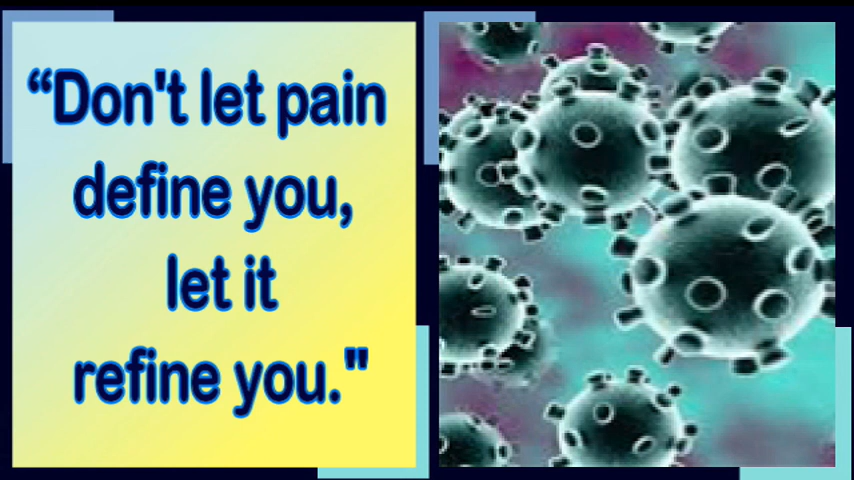 “Don't let pain
define you,
let it
refine you."